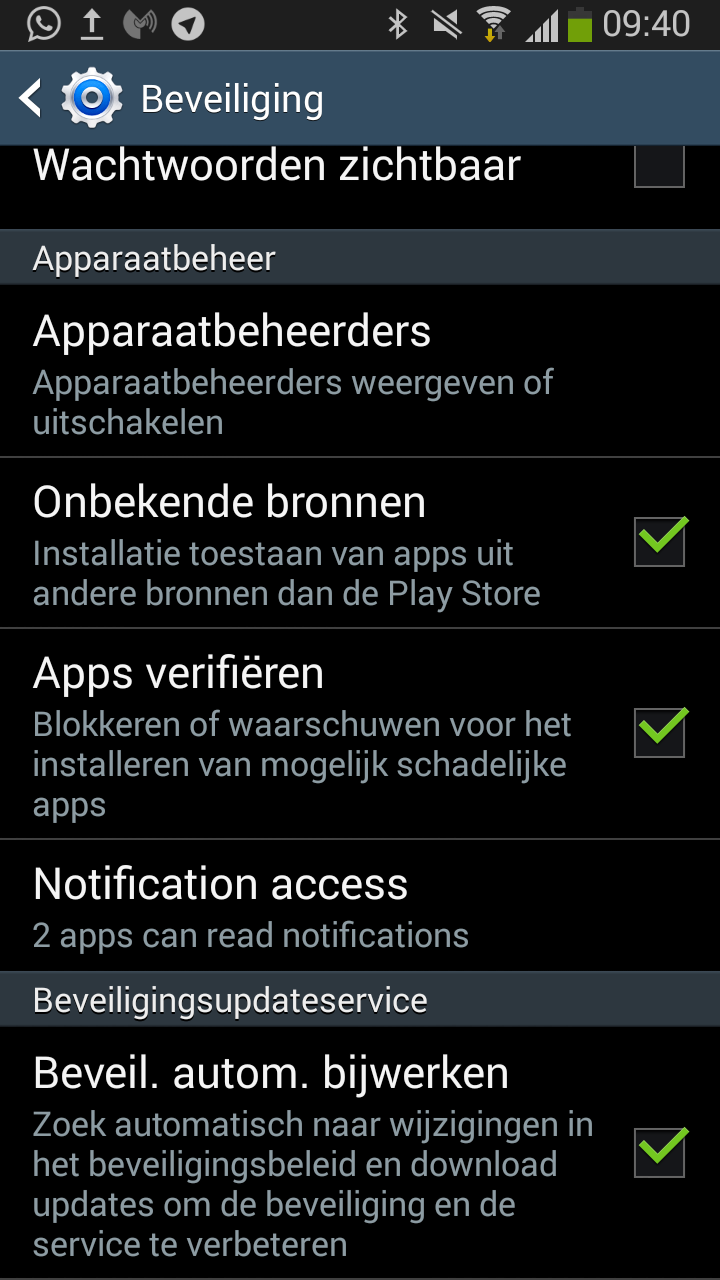 09:40
Beveiliging
Wachtwoorden zichtbaar
Apparaatbeheer
Apparaatbeheerders
Apparaatbeheerders weergeven of
uitschakelen
Onbekende bronnen
Installatie toestaan van apps uit
andere bronnen dan de Play Store
Apps verifiëren
Blokkeren of waarschuwen voor het
installeren van mogelijk schadelijke
apps
Notification access
2 apps can read notifications
Beveiligingsupdateservice
Beveil. autom. bijwerken
Zoek automatisch naar wijzigingen in
het beveiligingsbeleid en download
updates om de beveiliging en de
service te verbeteren